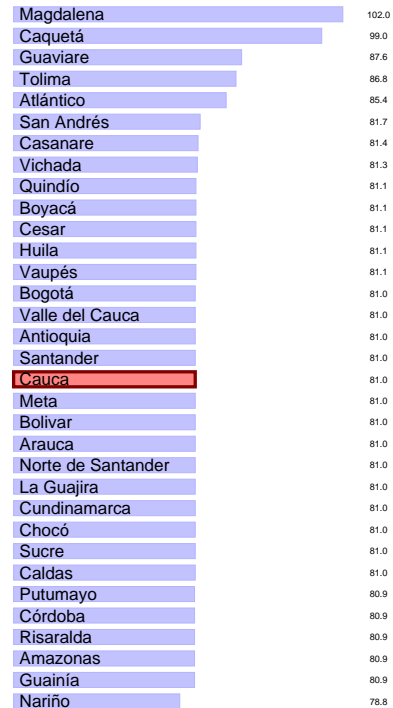 Magdalena 102.0
Caquetá 99.0
Guaviare 87.6
Tolima 86.8
Atlántico 85.4
San Andrés 81.7
Casanare 81.4
Vichada 81.3
Quindío 81.1
Boyacá 81.1
Cesar 81.1
Huila 81.1
Vaupés 81.1
Bogotá 81.0
Valle del Cauca 81.0
Antioquia 81.0
Santander 81.0
Cauca 81.0
Meta 81.0
Bolivar 81.0
Arauca 81.0
Norte de Santander 81.0
La Guajira 81.0
Cundinamarca 81.0
Chocó 81.0
Sucre 81.0
Caldas 81.0
Putumayo 80.9
Córdoba 80.9
Risaralda 80.9
Amazonas 80.9
Guainía 80.9
Nariño 78.8